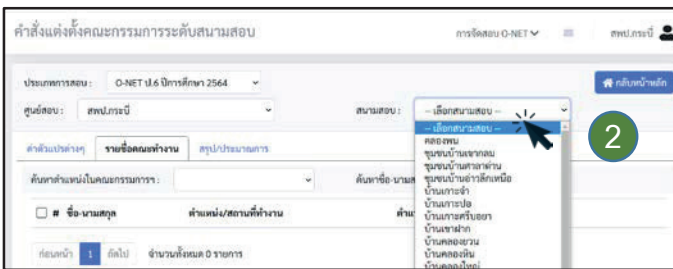 คำสั่งแต่งตั้งคณะกรรมการระดับสนามสอบ การจัดสอบ O-NET สพป.กระบี่
ประเภทการสอบ : O-NET ป.6 ปีการศึกษา 2564 กลับหน้าหลัก
ศูนย์สอบ : สพป.กระบี่ สนามสอบ : -- เลือกสนามสอบ --
-- เลือกสนามสอบ --
2
คลองพน
ชุมชนบ้านเขากลม
ค่าตัวแปรต่างๆ รายชื่อคณะทำงาน สรุป/ประมาณการ ชุมชนบ้านศาลาด่าน
ชุมชนบ้านอ่าวลึกเหนือ
ค้นหาตำแหน่งในคณะกรรมการฯ : ค้นหาชื่อ-นามส บ้านเกาะจำ
บ้านเกาะปอ
# ชื่อ-นามสกุล ตำแหน่ง/สถานที่ทำงาน ตำแ บ้านเกาะศรีบอยา
บ้านเขาฝาก
บ้านคลองยวน
ก่อนหน้า 1 ถัดไป จำนวนทั้งหมด 0 รายการ บ้านคลองหิน
บ้านคลองใหญ่